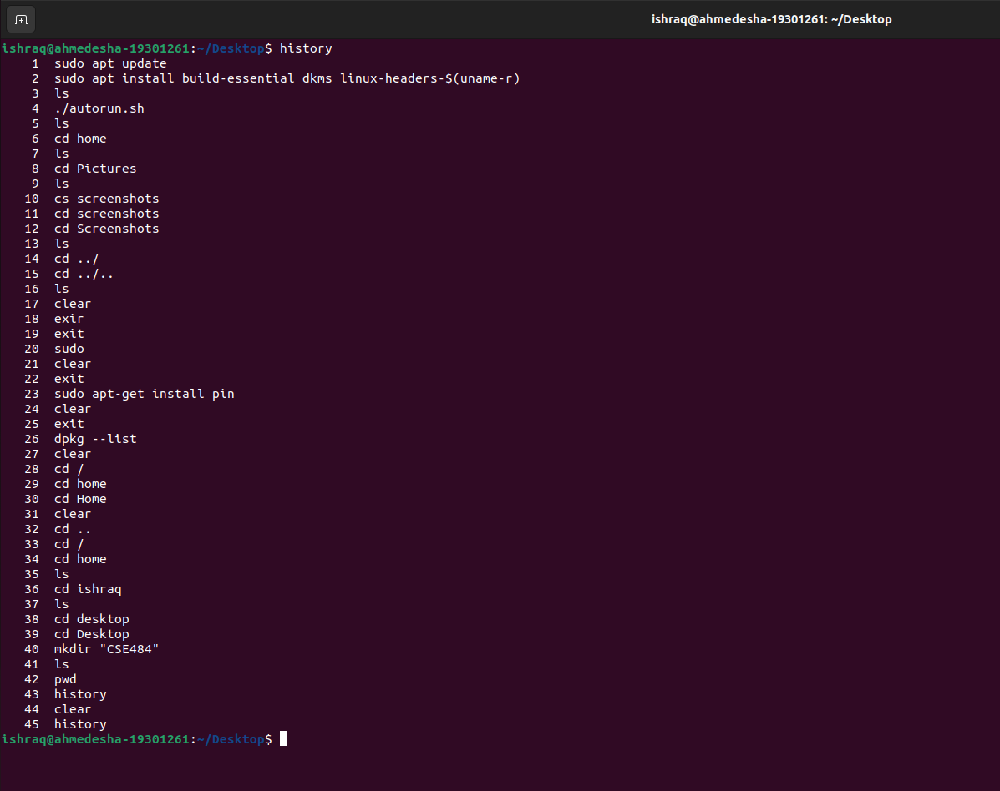 ishraq@ahmedesha-19301261: ~/Desktop
ishraq@ahmedesha-19301261:~/Desktop$ history
1 sudo apt update
2 sudo apt install build-essential dkms linux-headers-$(uname-r)
3 ls
4 ./autorun.sh
5 ls
6 cd home
7 ls
8 cd Pictures
9 ls
10 cs screenshots
11 cd screenshots
12 cd Screenshots
13 ls
14 cd ../
15 cd ../..
16 ls
17 clear
18 exir
19 exit
20 sudo
21 clear
22 exit
23 sudo apt-get install pin
24 clear
25 exit
26 dpkg --list
27 clear
28 cd /
29 cd home
30 cd Home
31 clear
32 cd ..
33 cd /
34 cd home
35 ls
36 cd ishraq
37 ls
38 cd desktop
39 cd Desktop
40 mkdir "CSE484"
41 ls
42 pwd
43 history
44 clear
45 history
ishraq@ahmedesha-19301261:~/Desktop$